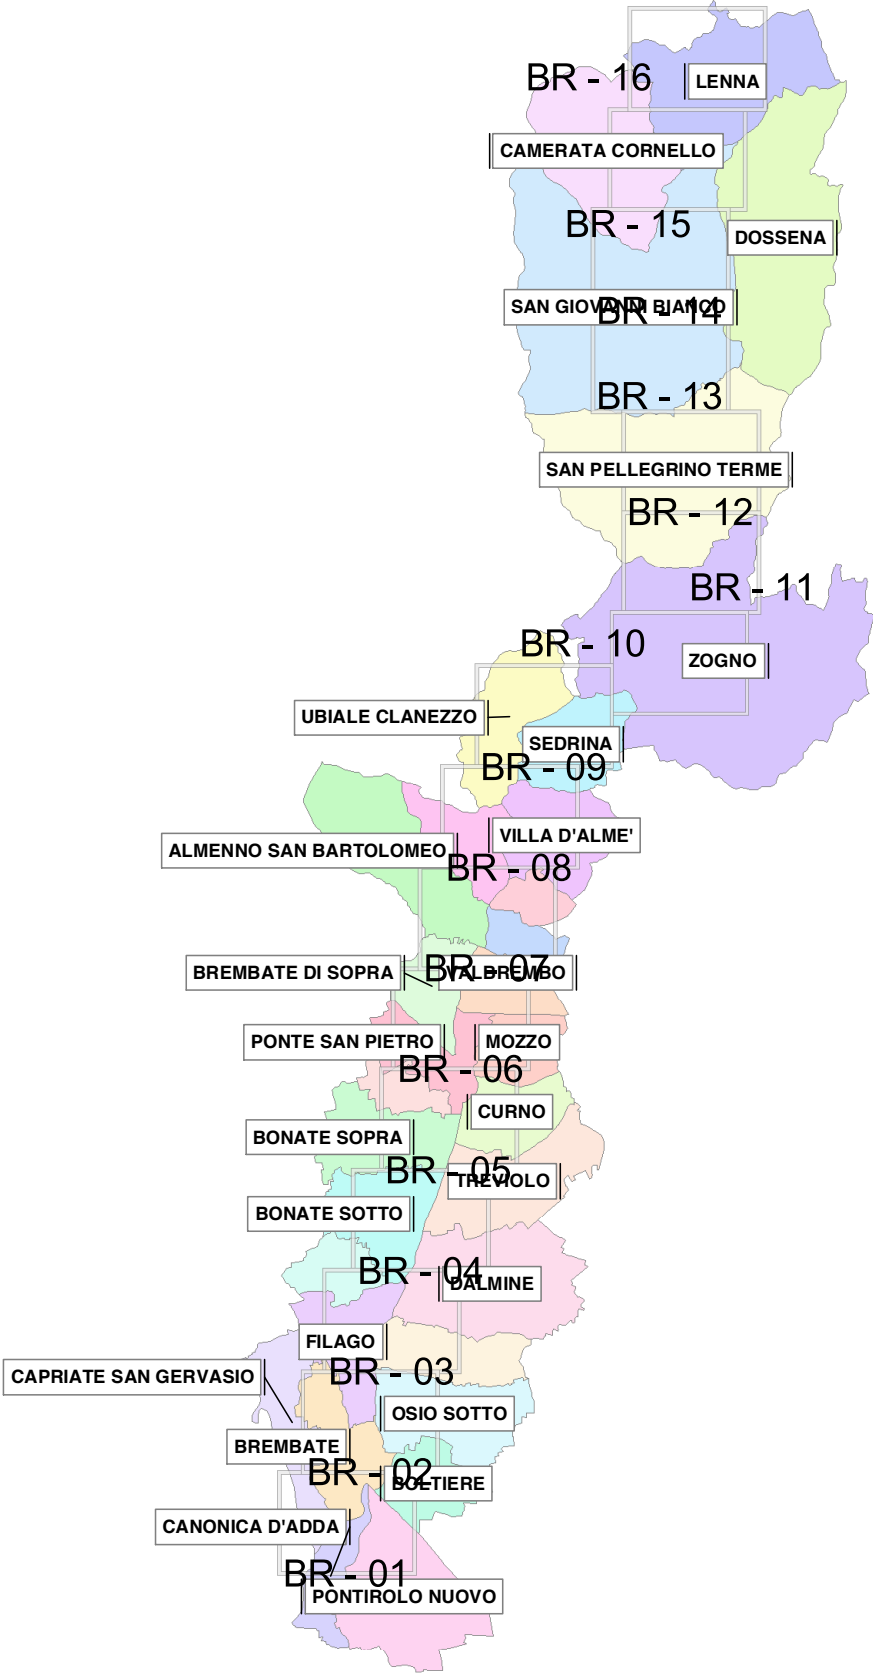 BR - 16
LENNA
CAMERATA CORNELLO
BR - 15
DOSSENA
SAN GIOVANNI BIANCO
BR - 14
BR - 13
SAN PELLEGRINO TERME
BR - 12
BR - 11
BR - 10
ZOGNO
UBIALE CLANEZZO
SEDRINA
BR - 09
VILLA D'ALME'
ALMENNO SAN BARTOLOMEO
BR - 08
BREMBATE DI SOPRA
BR - 07
VALBREMBO
PONTE SAN PIETRO
MOZZO
BR - 06
CURNO
BONATE SOPRA
BR - 05
TREVIOLO
BONATE SOTTO
BR - 04
DALMINE
FILAGO
BR - 03
CAPRIATE SAN GERVASIO
OSIO SOTTO
BREMBATE
BR - 02
BOLTIERE
CANONICA D'ADDA
BR - 01
PONTIROLO NUOVO